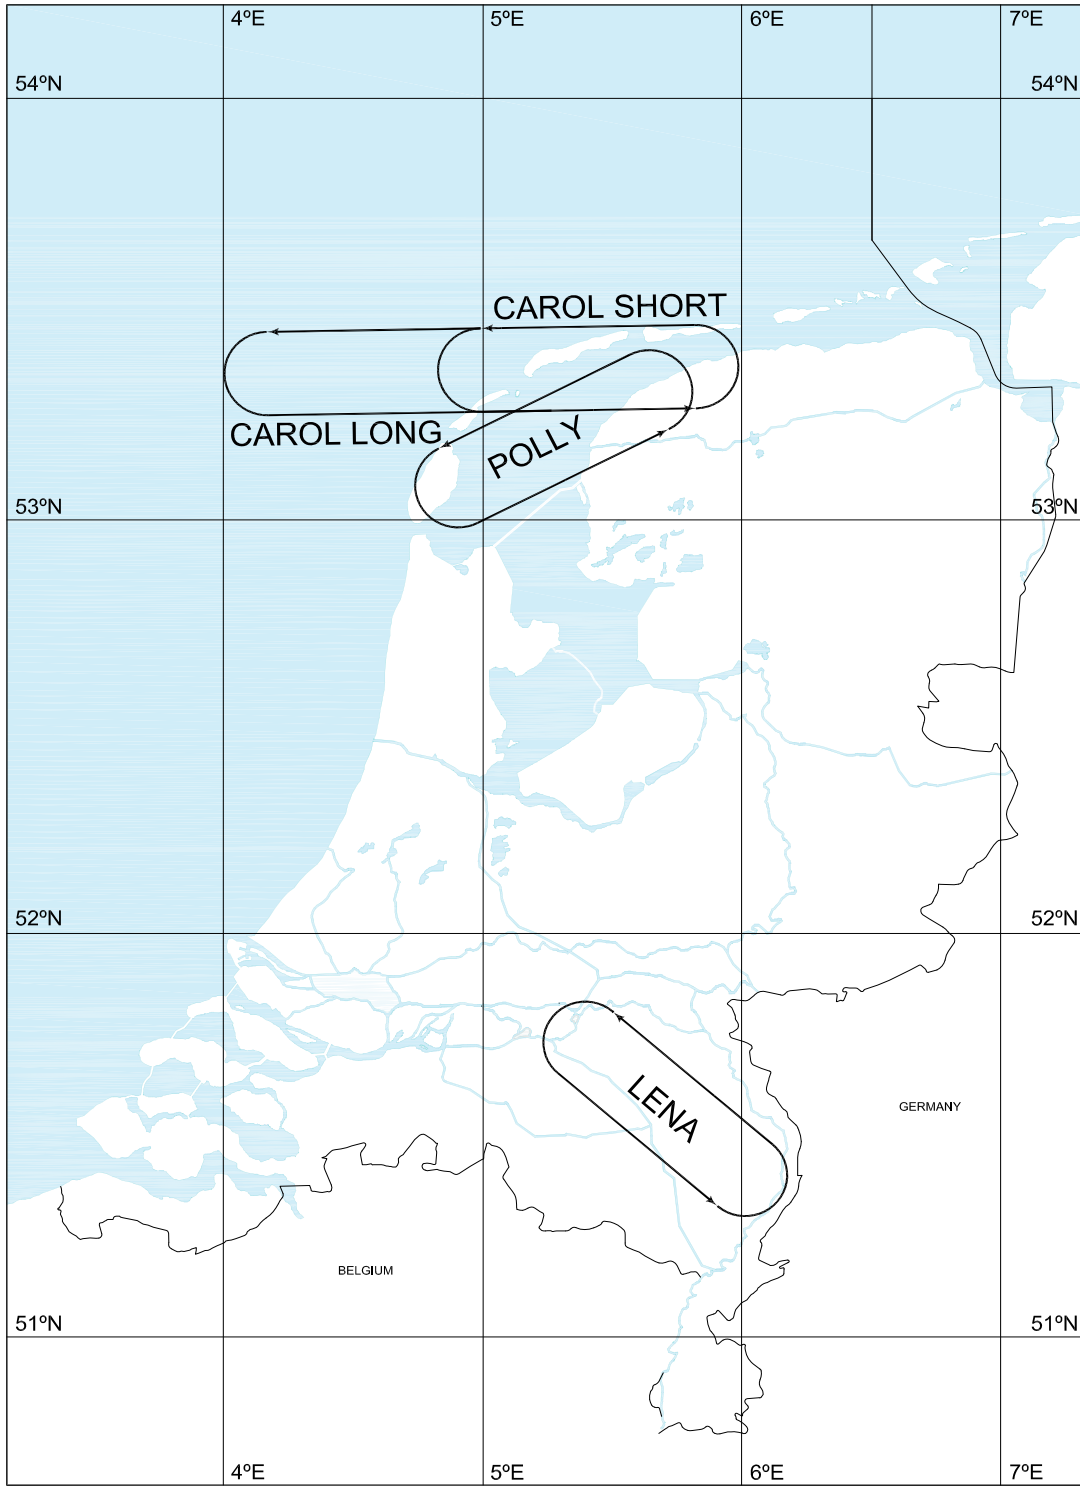 4ºE 5ºE 6ºE 7ºE
54ºN 54ºN
CAROL SHORT
CAROL LONG
POLLY
53ºN 53ºN
52ºN 52ºN
LENA
GERMANY
BELGIUM
51ºN 51ºN
4ºE 5ºE 6ºE 7ºE